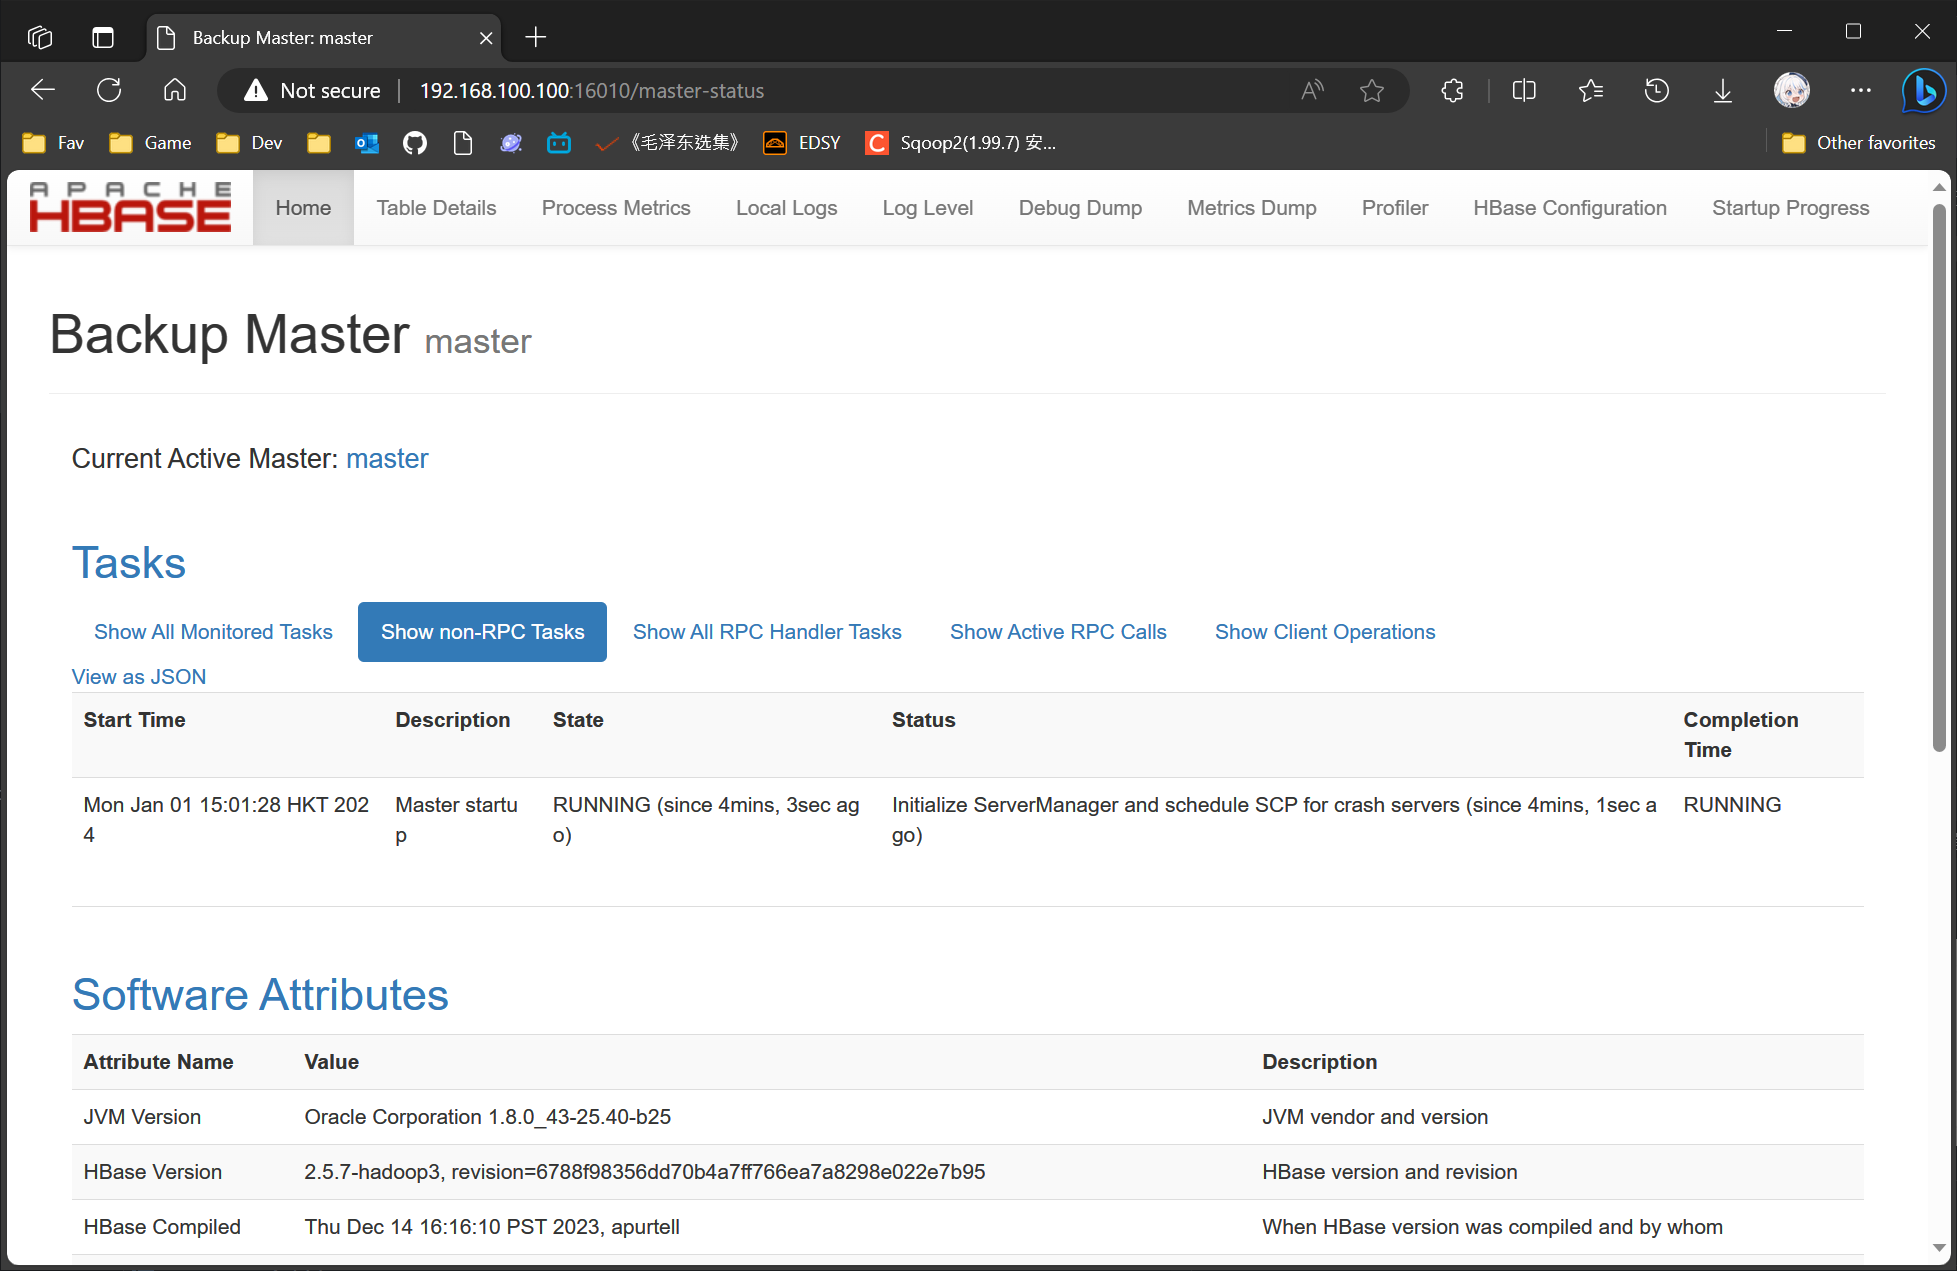 Backup Master: master
Not secure
192.168.100.100:16010/master-status
Fav
Game
Dev
《毛泽东选集》
EDSY
C
Sqoop2(1.99.7) 安...
Other favorites
APACHE
HBASE
Home
Table Details
Process Metrics
Local Logs
Log Level
Debug Dump
Metrics Dump
Profiler
HBase Configuration
Startup Progress
Backup Master master
Current Active Master: master
Tasks
Show All Monitored Tasks
Show non-RPC Tasks
Show All RPC Handler Tasks
Show Active RPC Calls
Show Client Operations
View as JSON
Start Time
Description
State
Status
Completion
Time
Mon Jan 01 15:01:28 HKT 202
4
Master startu
p
RUNNING (since 4mins, 3sec ag
o)
Initialize ServerManager and schedule SCP for crash servers (since 4mins, 1sec a
go)
RUNNING
Software Attributes
Attribute Name
Value
Description
JVM Version
Oracle Corporation 1.8.0_43-25.40-b25
JVM vendor and version
HBase Version
2.5.7-hadoop3, revision=6788f98356dd70b4a7ff766ea7a8298e022e7b95
HBase version and revision
HBase Compiled
Thu Dec 14 16:16:10 PST 2023, apurtell
When HBase version was compiled and by whom